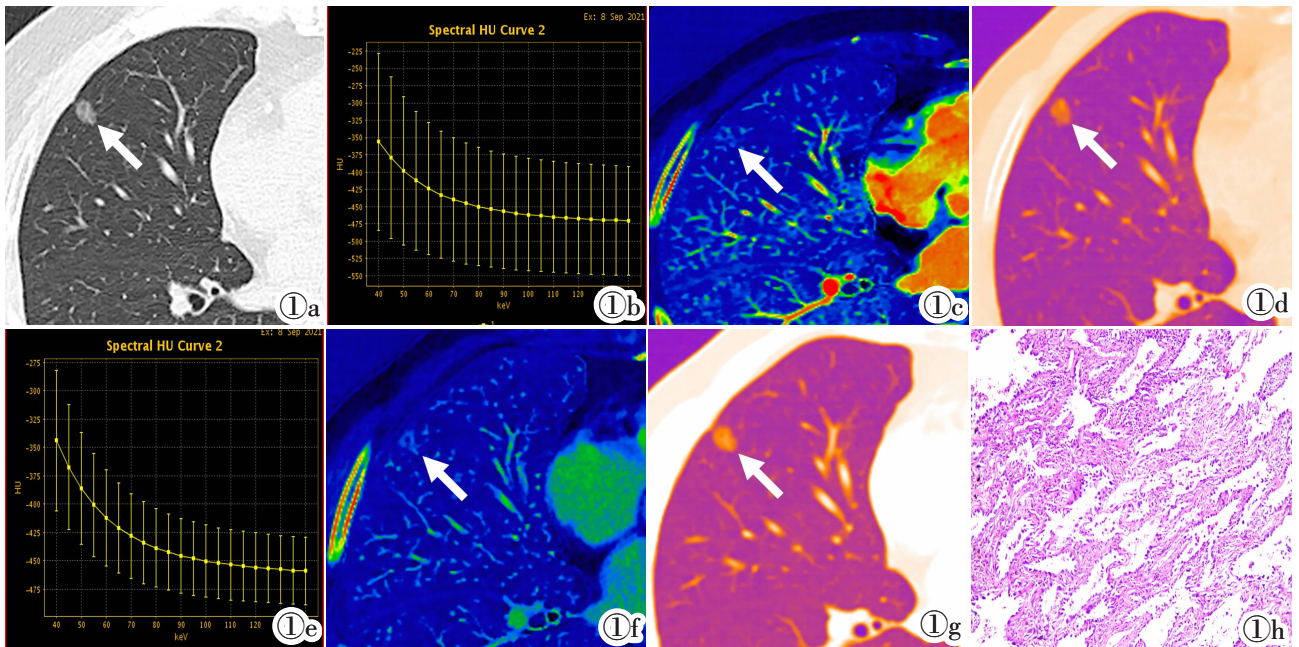 ①a
Ex: 8 Sep 2021
Spectral HU Curve 2
-225
-250
-275
-300
-325
-350
-375
-400
-425
-450
-475
-500
-525
-550
HU
40 50 60 70 80 90 100 110 120
keV
①b
①c
①d
Ex: 8 Sep 2021
Spectral HU Curve 2
-275
-300
-325
-350
-375
-400
-425
-450
-475
HU
40 50 60 70 80 90 100 110 120
keV
①e
①f
①g
①h